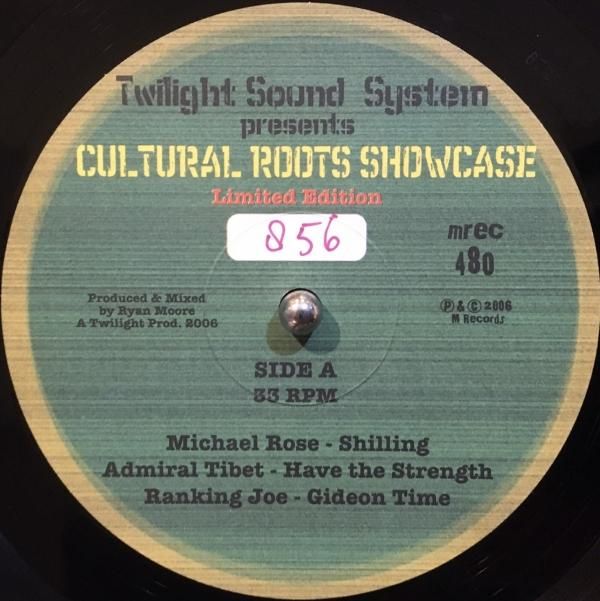 Twilight Sound System
presents
CULTURAL ROOTS SHOWCASE
Limited Edition
856
mrec
480
Produced & Mixed
by Ryan Moore
A Twilight Prod. 2006
Ⓟ & © 2006
M Records
SIDE A
33 RPM
Michael Rose - Shilling
Admiral Tibet - Have the Strength
Ranking Joe - Gideon Time